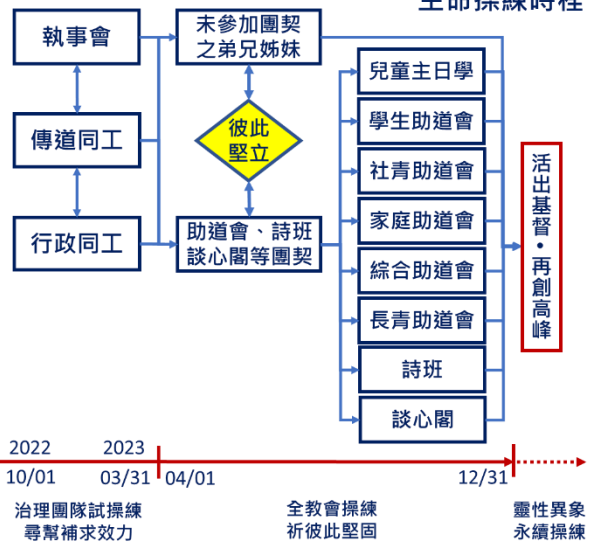 生命操練時程
執事會
傳道同工
行政同工
未參加團契
之弟兄姊妹
彼此
堅立
助道會、詩班
談心閣等團契
兒童主日學
學生助道會
社青助道會
家庭助道會
綜合助道會
長青助道會
詩班
談心閣
活出基督・再創高峰
2022 2023
10/01 03/31 04/01 12/31
治理團隊試操練
尋幫補求效力
全教會操練
祈彼此堅固
靈性異象
永續操練